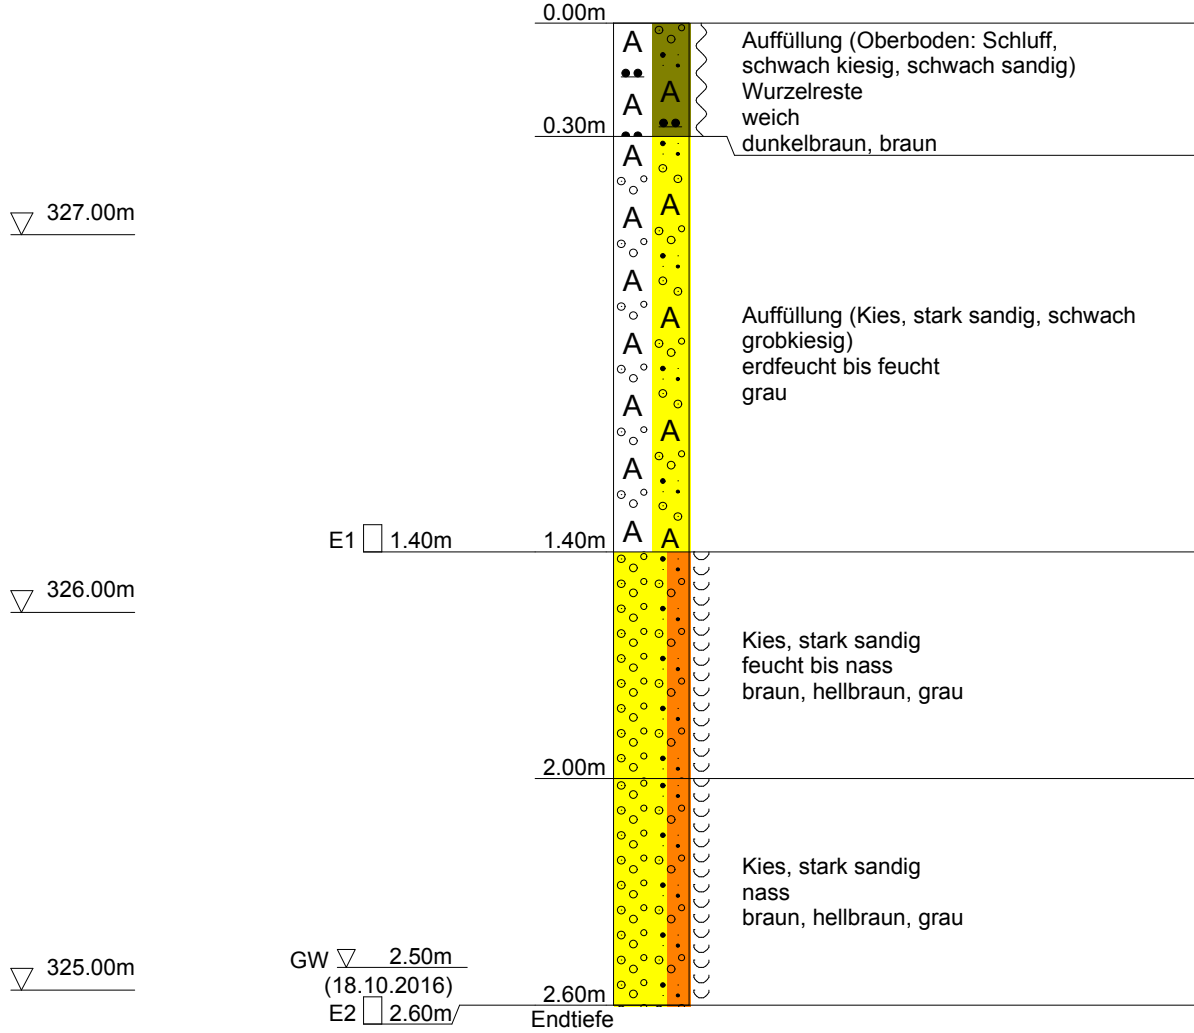 0.00m
A
A
A
A
Auffüllung (Oberboden: Schluff,
schwach kiesig, schwach sandig)
Wurzelreste
weich
dunkelbraun, braun
0.30m
327.00m
A
A
A
A
A
A
A
A
A
A
Auffüllung (Kies, stark sandig, schwach
grobkiesig)
erdfeucht bis feucht
grau
E1 1.40m
1.40m
326.00m
Kies, stark sandig
feucht bis nass
braun, hellbraun, grau
2.00m
Kies, stark sandig
nass
braun, hellbraun, grau
GW 2.50m
(18.10.2016)
325.00m
E2 2.60m
2.60m
Endtiefe